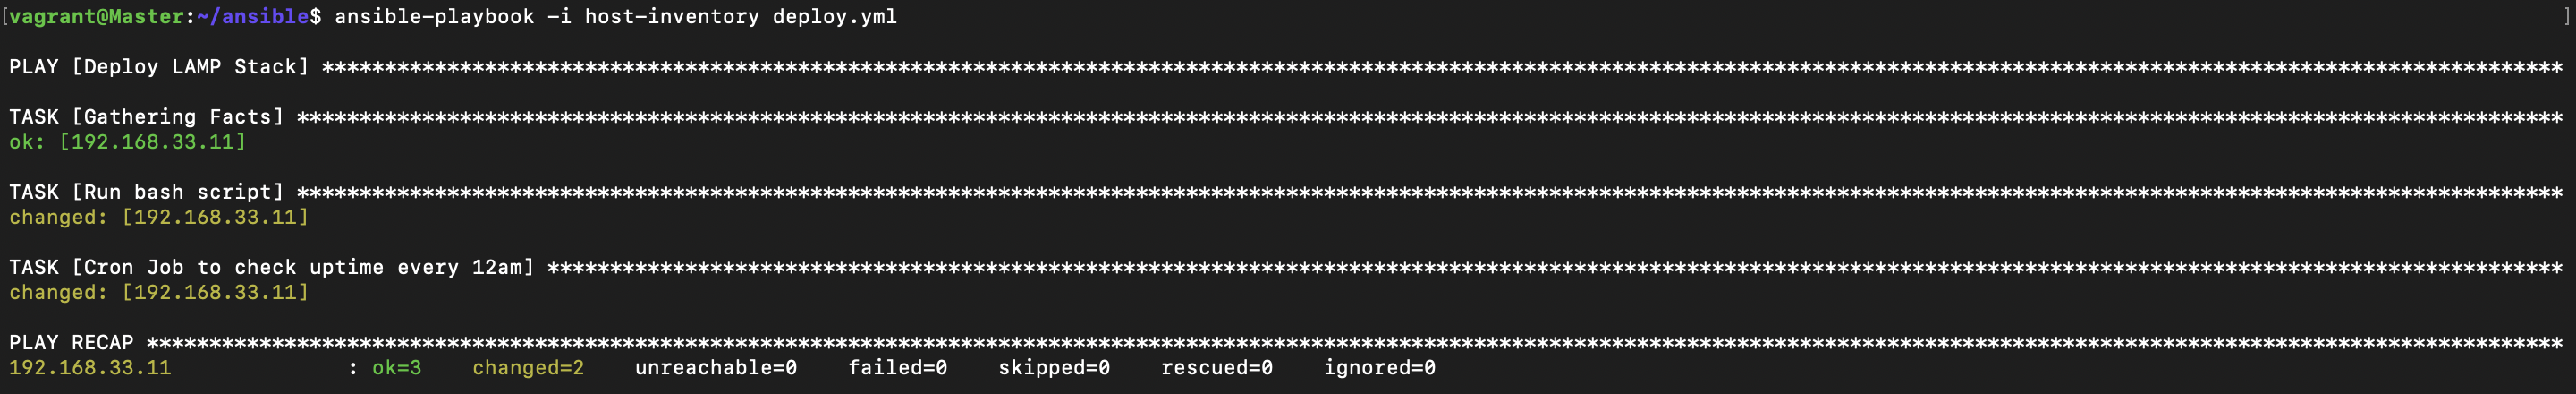 [vagrant@Master:~/ansible$ ansible-playbook -i host-inventory deploy.yml ]
PLAY [Deploy LAMP Stack] ***********************************************************************************************************************************************************************************
TASK [Gathering Facts] *************************************************************************************************************************************************************************************
ok: [192.168.33.11]
TASK [Run bash script] *************************************************************************************************************************************************************************************
changed: [192.168.33.11]
TASK [Cron Job to check uptime every 12am] *****************************************************************************************************************************************************************
changed: [192.168.33.11]
PLAY RECAP *************************************************************************************************************************************************************************************************
192.168.33.11              : ok=3    changed=2    unreachable=0    failed=0    skipped=0    rescued=0    ignored=0